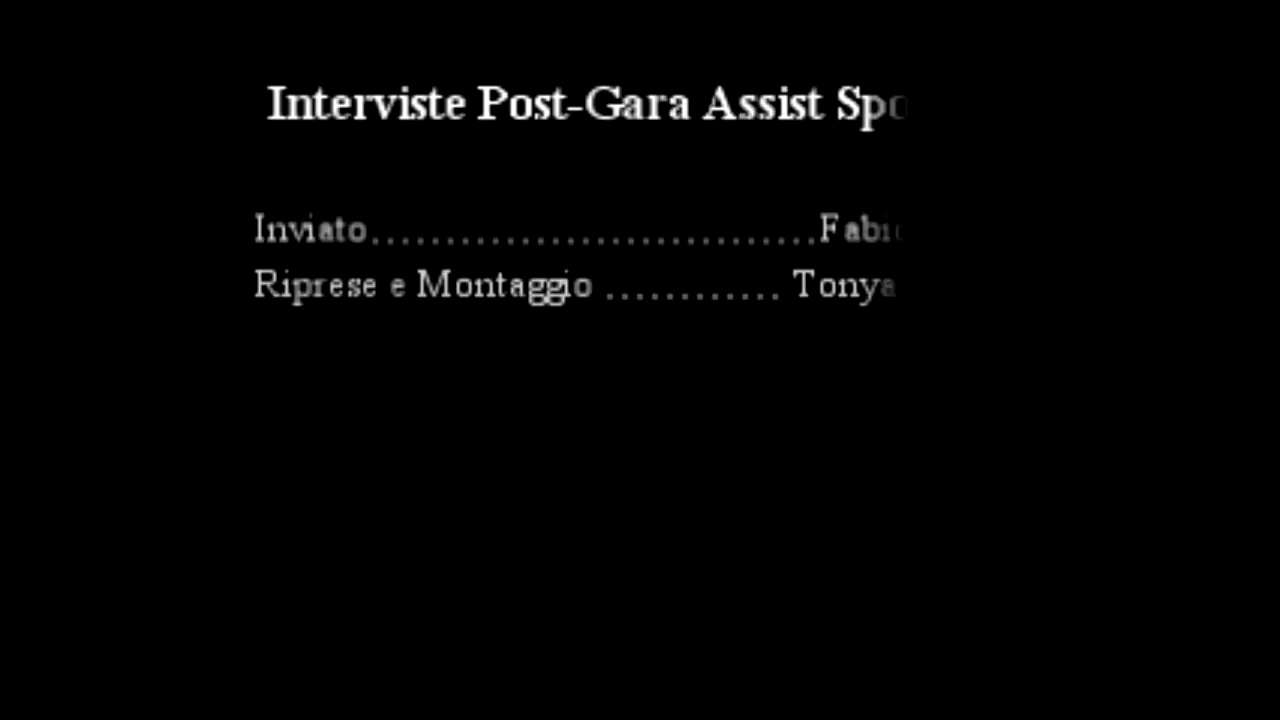 Interviste Post-Gara Assist
Inviato..............................
Riprese e Montaggio ............ Tonya